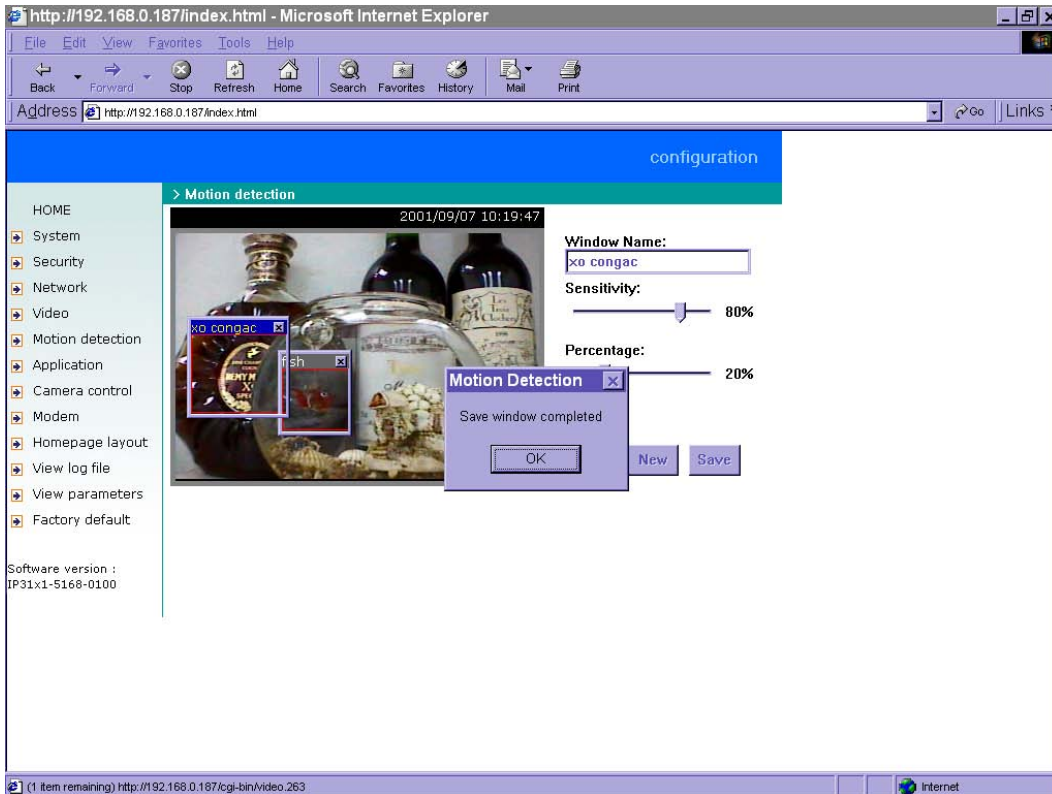 http://192.168.0.187/index.html - Microsoft Internet Explorer
File Edit View Favorites Tools Help
Back Forward Stop Refresh Home Search Favorites History Mail Print
Address http://192.168.0.187/index.html Go Links
configuration
> Motion detection
HOME
System
Security
Network
Video
Motion detection
Application
Camera control
Modem
Homepage layout
View log file
View parameters
Factory default
Software version :
IP31x1-5168-0100
2001/09/07 10:19:47
xo congac
fish
Window Name:
xo congac
Sensitivity:
80%
Percentage:
20%
Motion Detection
Save window completed
OK
New Save
(1 item remaining) http://192.168.0.187/cgi-bin/video.263
Internet